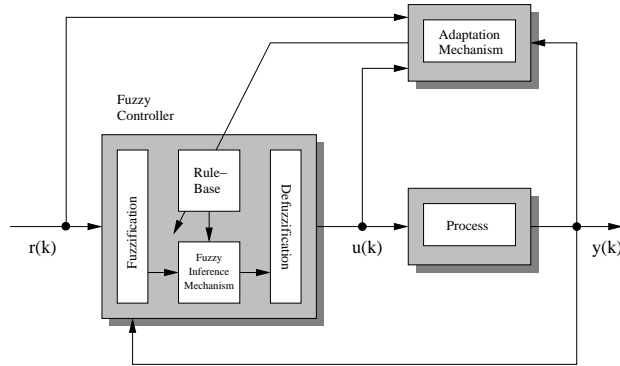 Adaptation
Mechanism
Fuzzy
Controller
Fuzzification
Rule–
Base
Fuzzy
Inference
Mechanism
Defuzzification
Process
r(k)
u(k)
y(k)